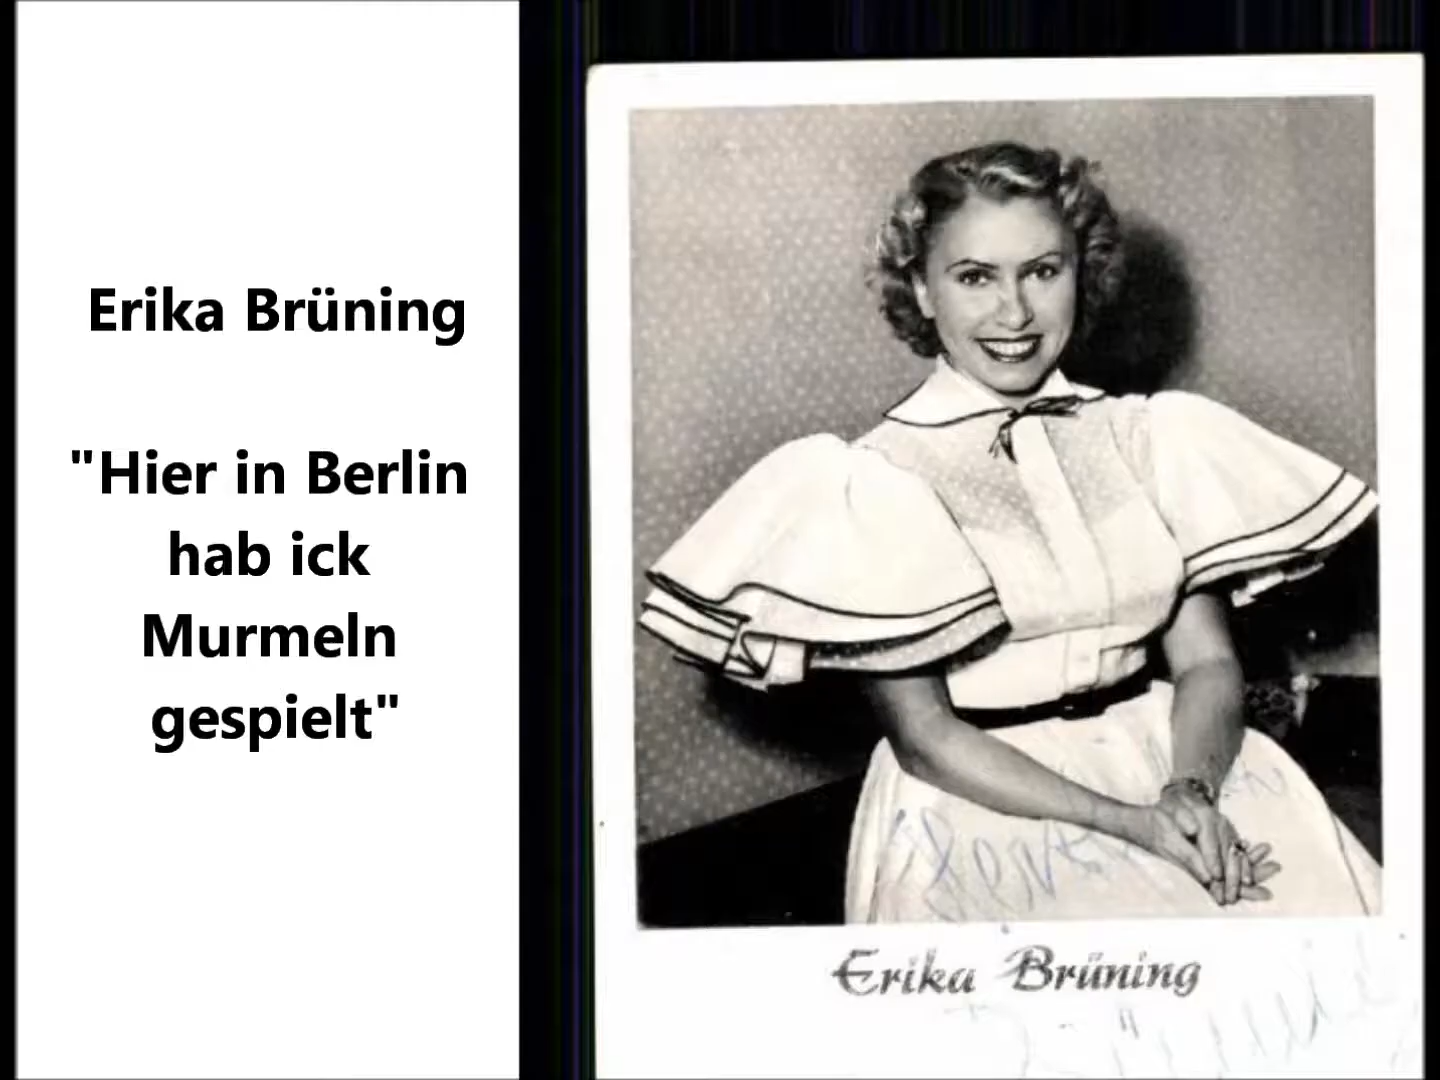 Erika Brüning
"Hier in Berlin
hab ick
Murmeln
gespielt"
Erika Brüning